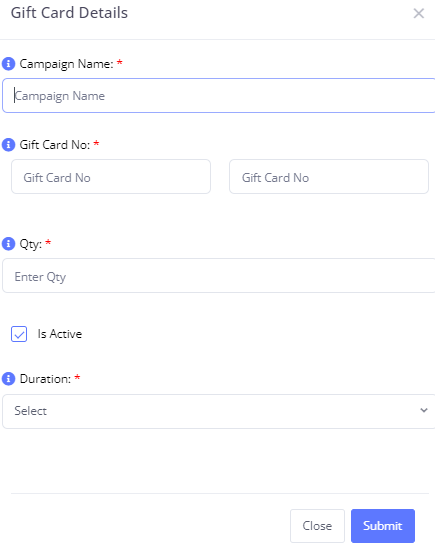 Gift Card Details
Campaign Name: *
Campaign Name
Gift Card No: *
Gift Card No Gift Card No
Qty: *
Enter Qty
Is Active
Duration: *
Select
Close Submit